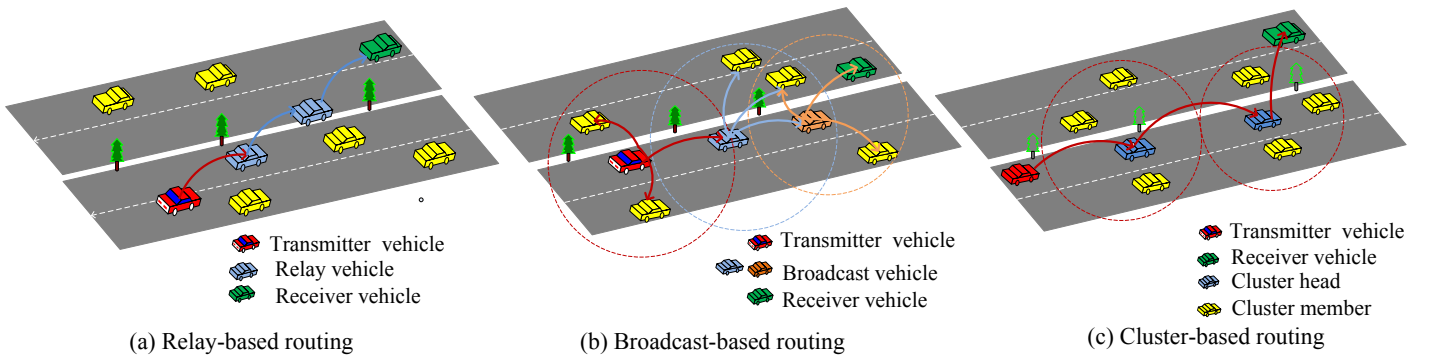 Transmitter vehicle
Relay vehicle
Receiver vehicle
(a) Relay-based routing
Transmitter vehicle
Broadcast vehicle
Receiver vehicle
(b) Broadcast-based routing
Transmitter vehicle
Receiver vehicle
Cluster head
Cluster member
(c) Cluster-based routing